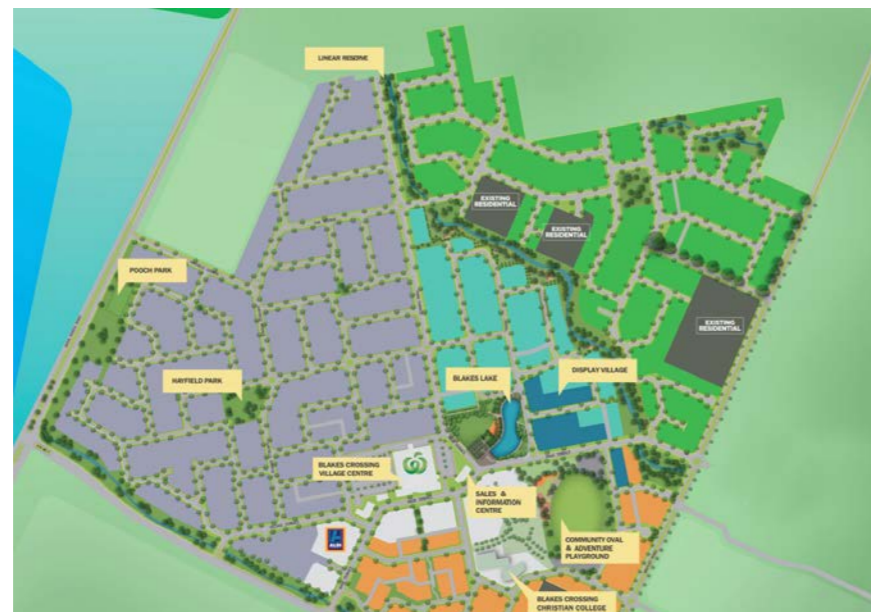 LINEAR RESERVE
EXISTING
RESIDENTIAL
EXISTING
RESIDENTIAL
POOCH PARK
EXISTING
RESIDENTIAL
HAYFIELD PARK
BLAKES LAKE
DISPLAY VILLAGE
BLAKES CROSSING
VILLAGE CENTRE
SALES &
INFORMATION
CENTRE
ALDI
COMMUNITY OVAL
& ADVENTURE
PLAYGROUND
BLAKES CROSSING
CHRISTIAN COLLEGE